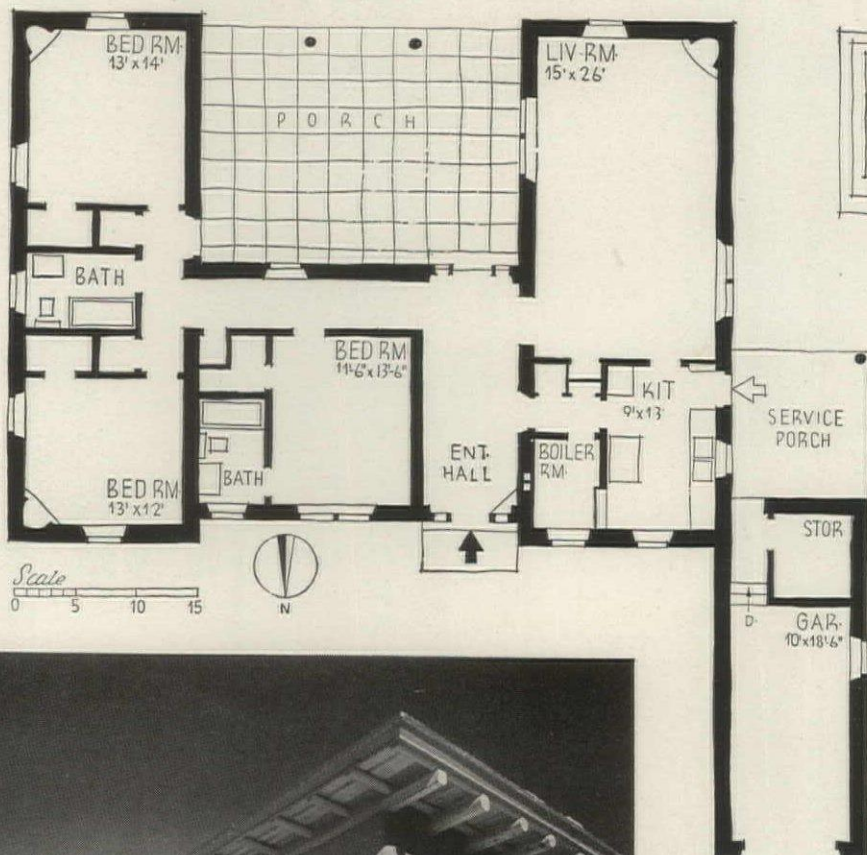 BED RM.
13' x 14'
PORCH
LIV·RM·
15' x 26'
BATH
BED RM
11'-6" x 13'-6"
KIT
9' x 13'
SERVICE
PORCH
ENT.
HALL
BOILER
RM·
BATH
BED RM
13' x 12'
STOR
Scale
0 5 10 15
N
D·
GAR·
10' x 18'-6"